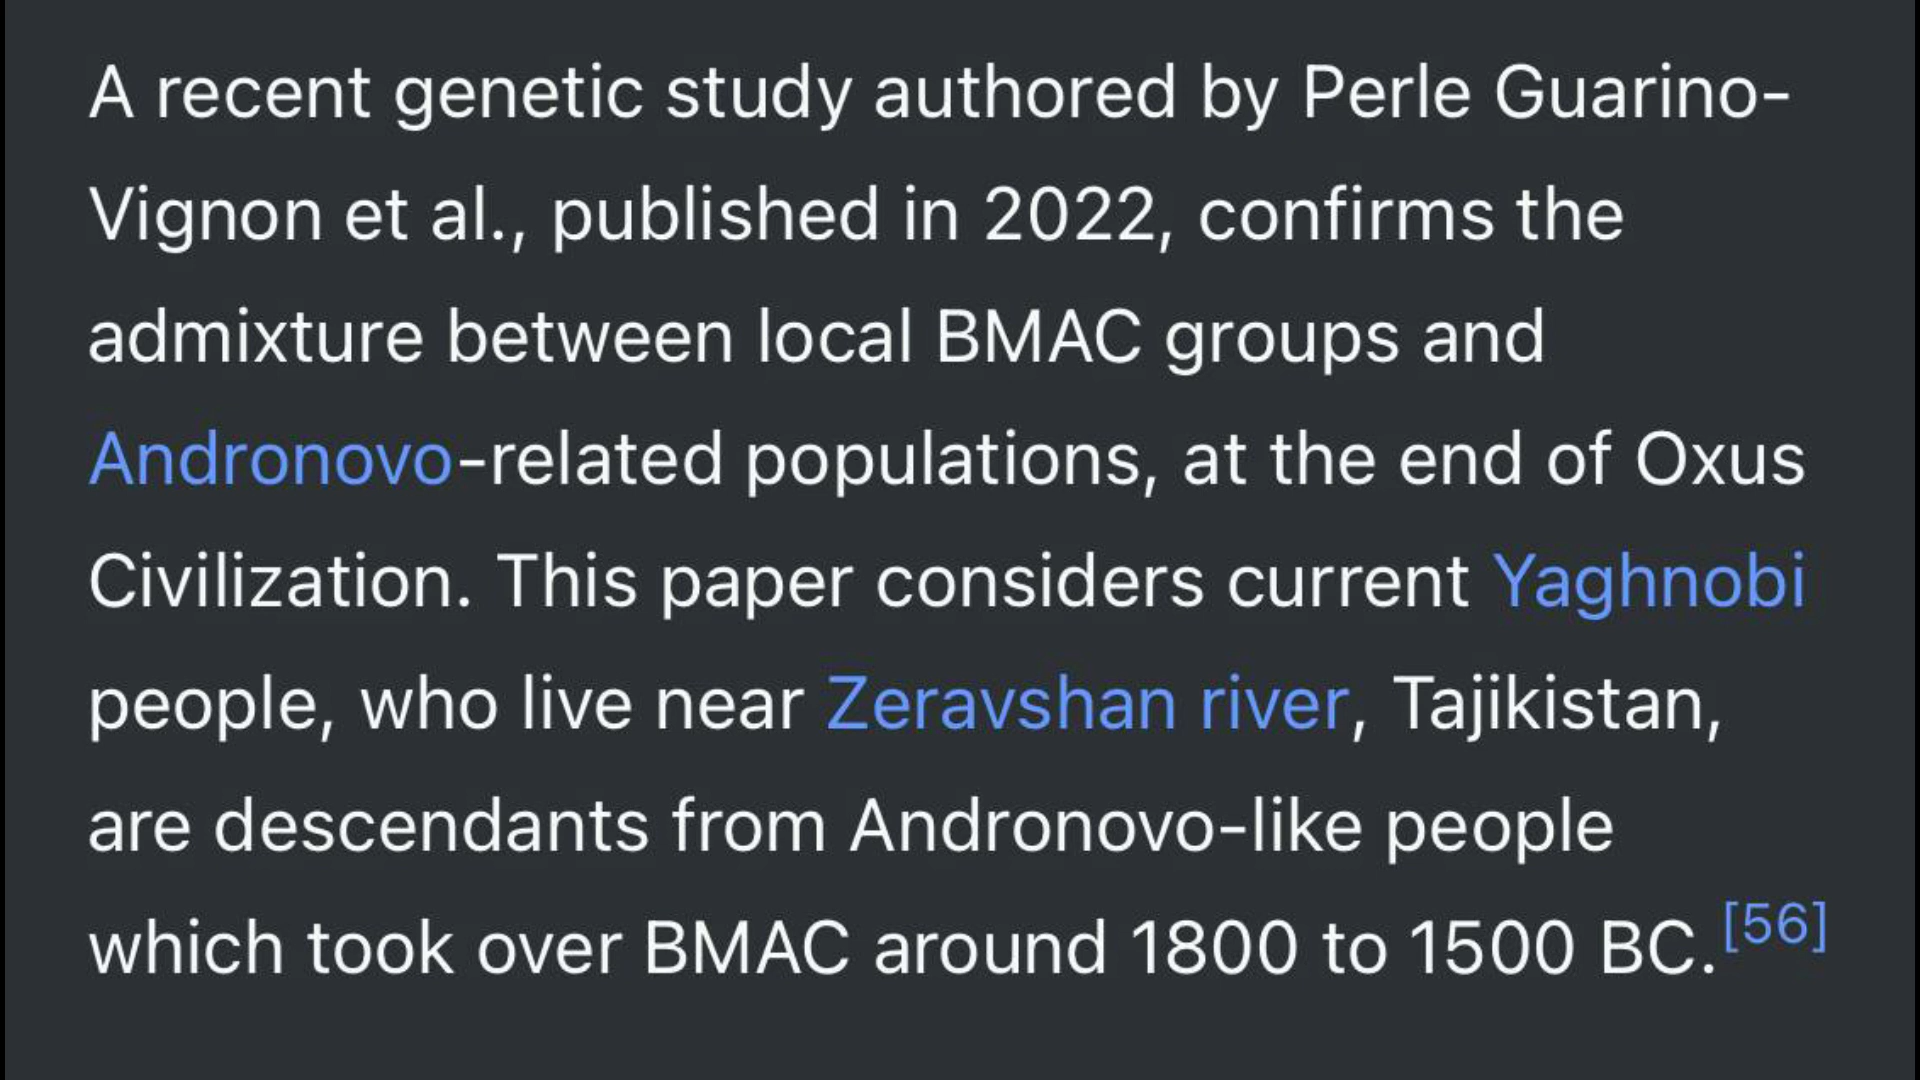 A recent genetic study authored by Perle Guarino-
Vignon et al., published in 2022, confirms the
admixture between local BMAC groups and
Andronovo-related populations, at the end of Oxus
Civilization. This paper considers current Yaghnobi
people, who live near Zeravshan river, Tajikistan,
are descendants from Andronovo-like people
which took over BMAC around 1800 to 1500 BC.[56]